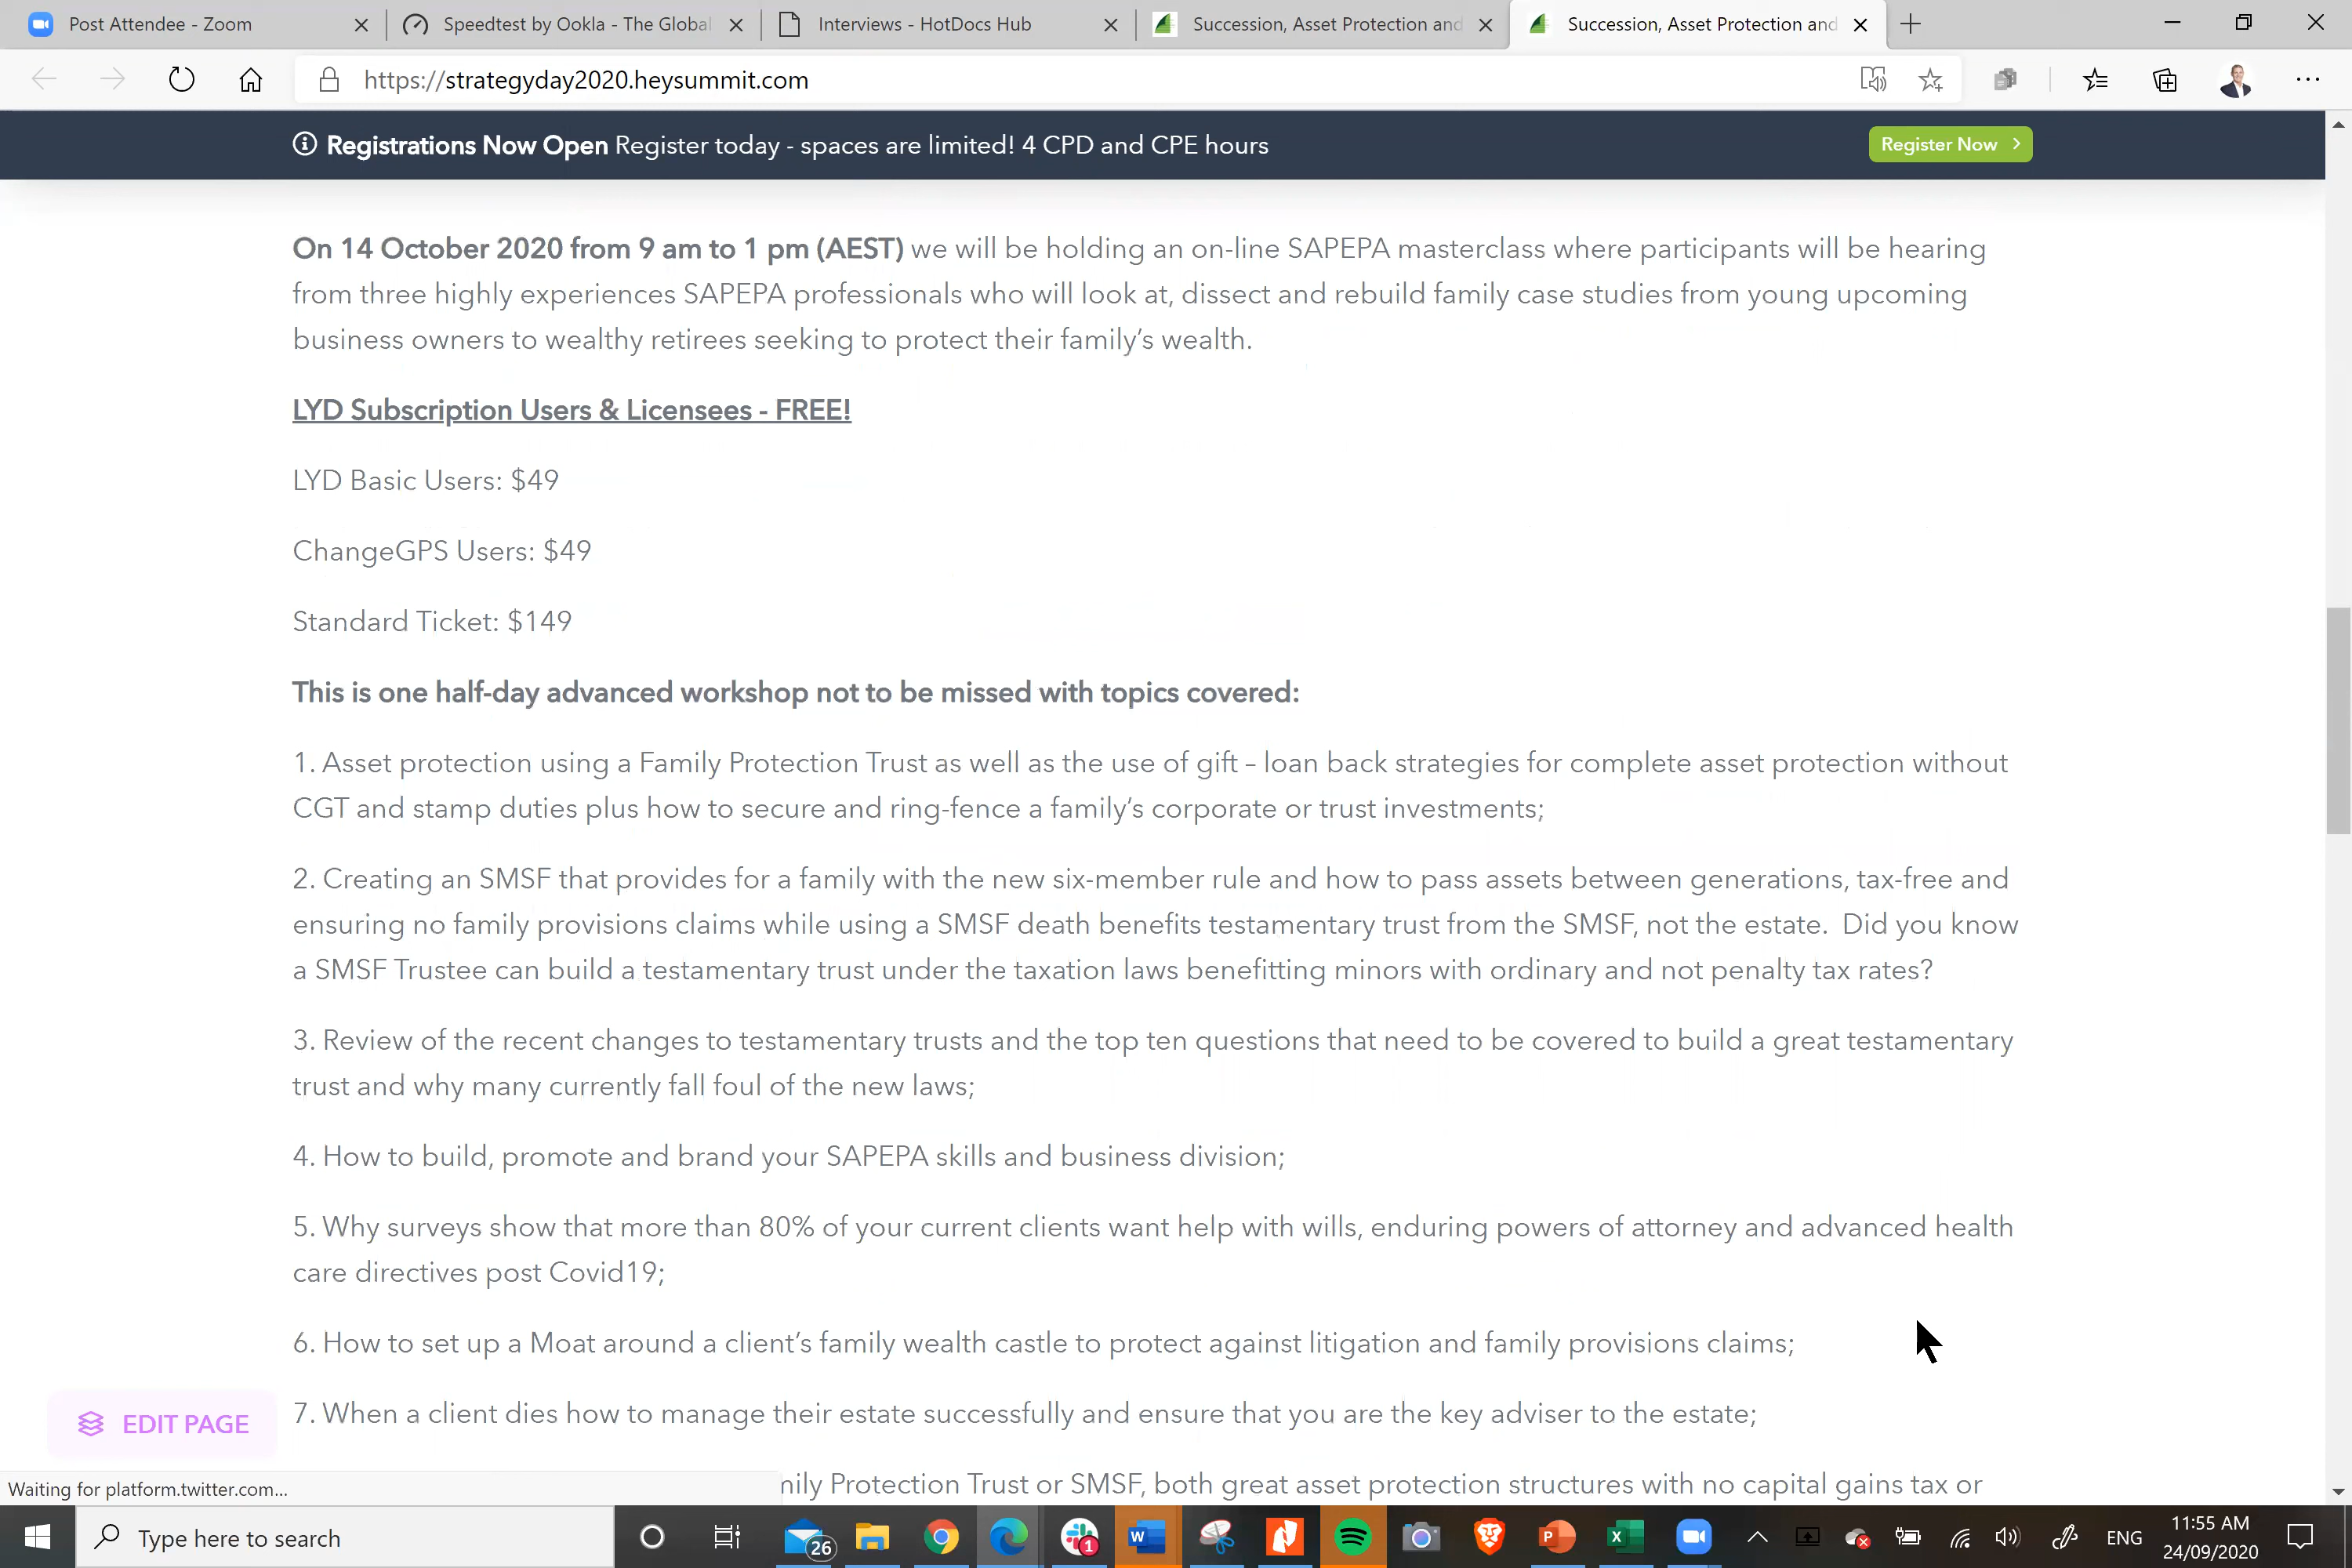 Post Attendee - Zoom
Speedtest by Ookla - The Global
Interviews - HotDocs Hub
Succession, Asset Protection and
Succession, Asset Protection and
https://strategyday2020.heysummit.com
Registrations Now Open Register today - spaces are limited! 4 CPD and CPE hours
Register Now
On 14 October 2020 from 9 am to 1 pm (AEST) we will be holding an on-line SAPEPA masterclass where participants will be hearing
from three highly experiences SAPEPA professionals who will look at, dissect and rebuild family case studies from young upcoming
business owners to wealthy retirees seeking to protect their family's wealth.
LYD Subscription Users & Licensees - FREE!
LYD Basic Users: $49
ChangeGPS Users: $49
Standard Ticket: $149
This is one half-day advanced workshop not to be missed with topics covered:
1. Asset protection using a Family Protection Trust as well as the use of gift – loan back strategies for complete asset protection without
CGT and stamp duties plus how to secure and ring-fence a family's corporate or trust investments;
2. Creating an SMSF that provides for a family with the new six-member rule and how to pass assets between generations, tax-free and
ensuring no family provisions claims while using a SMSF death benefits testamentary trust from the SMSF, not the estate.  Did you know
a SMSF Trustee can build a testamentary trust under the taxation laws benefitting minors with ordinary and not penalty tax rates?
3. Review of the recent changes to testamentary trusts and the top ten questions that need to be covered to build a great testamentary
trust and why many currently fall foul of the new laws;
4. How to build, promote and brand your SAPEPA skills and business division;
5. Why surveys show that more than 80% of your current clients want help with wills, enduring powers of attorney and advanced health
care directives post Covid19;
6. How to set up a Moat around a client's family wealth castle to protect against litigation and family provisions claims;
EDIT PAGE
7. When a client dies how to manage their estate successfully and ensure that you are the key adviser to the estate;
Waiting for platform.twitter.com...
mily Protection Trust or SMSF, both great asset protection structures with no capital gains tax or
Type here to search
26
1
ENG
11:55 AM
24/09/2020